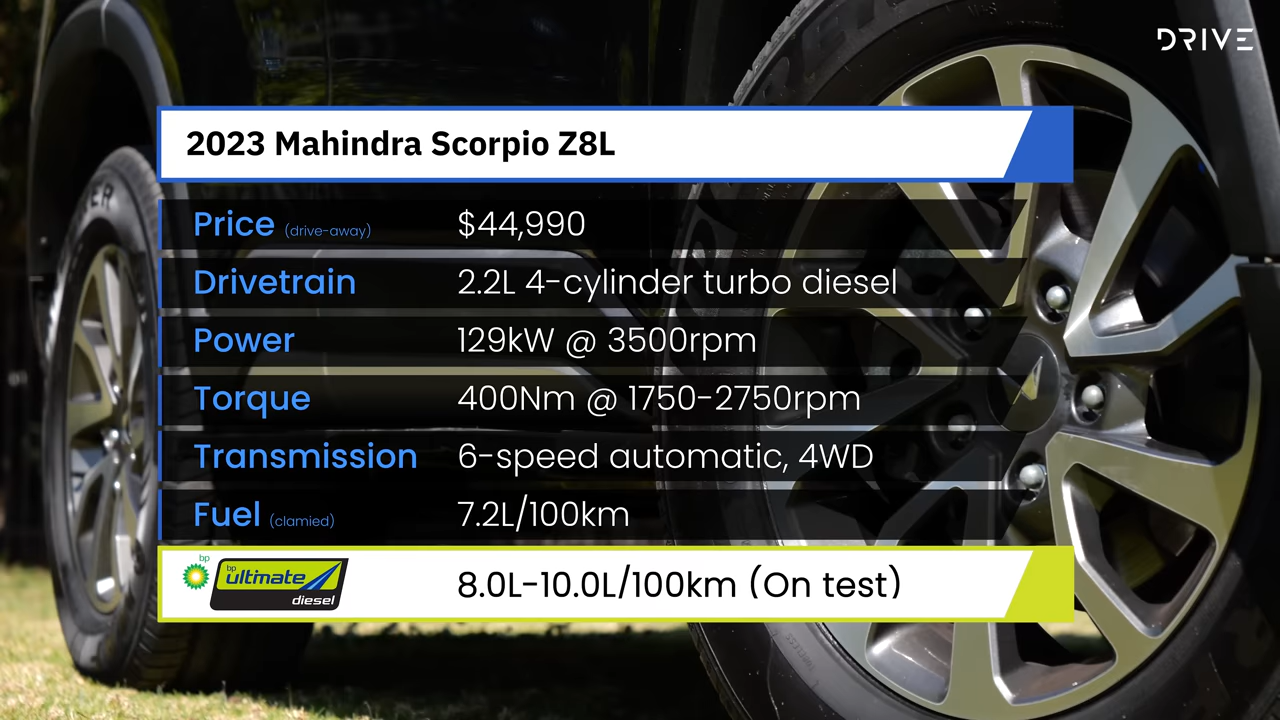 DRIVE
2023 Mahindra Scorpio Z8L
Price (drive-away) $44,990
Drivetrain 2.2L 4-cylinder turbo diesel
Power 129kW @ 3500rpm
Torque 400Nm @ 1750-2750rpm
Transmission 6-speed automatic, 4WD
Fuel (clamied) 7.2L/100km
bp
bp
ultimate
diesel
8.0L-10.0L/100km (On test)